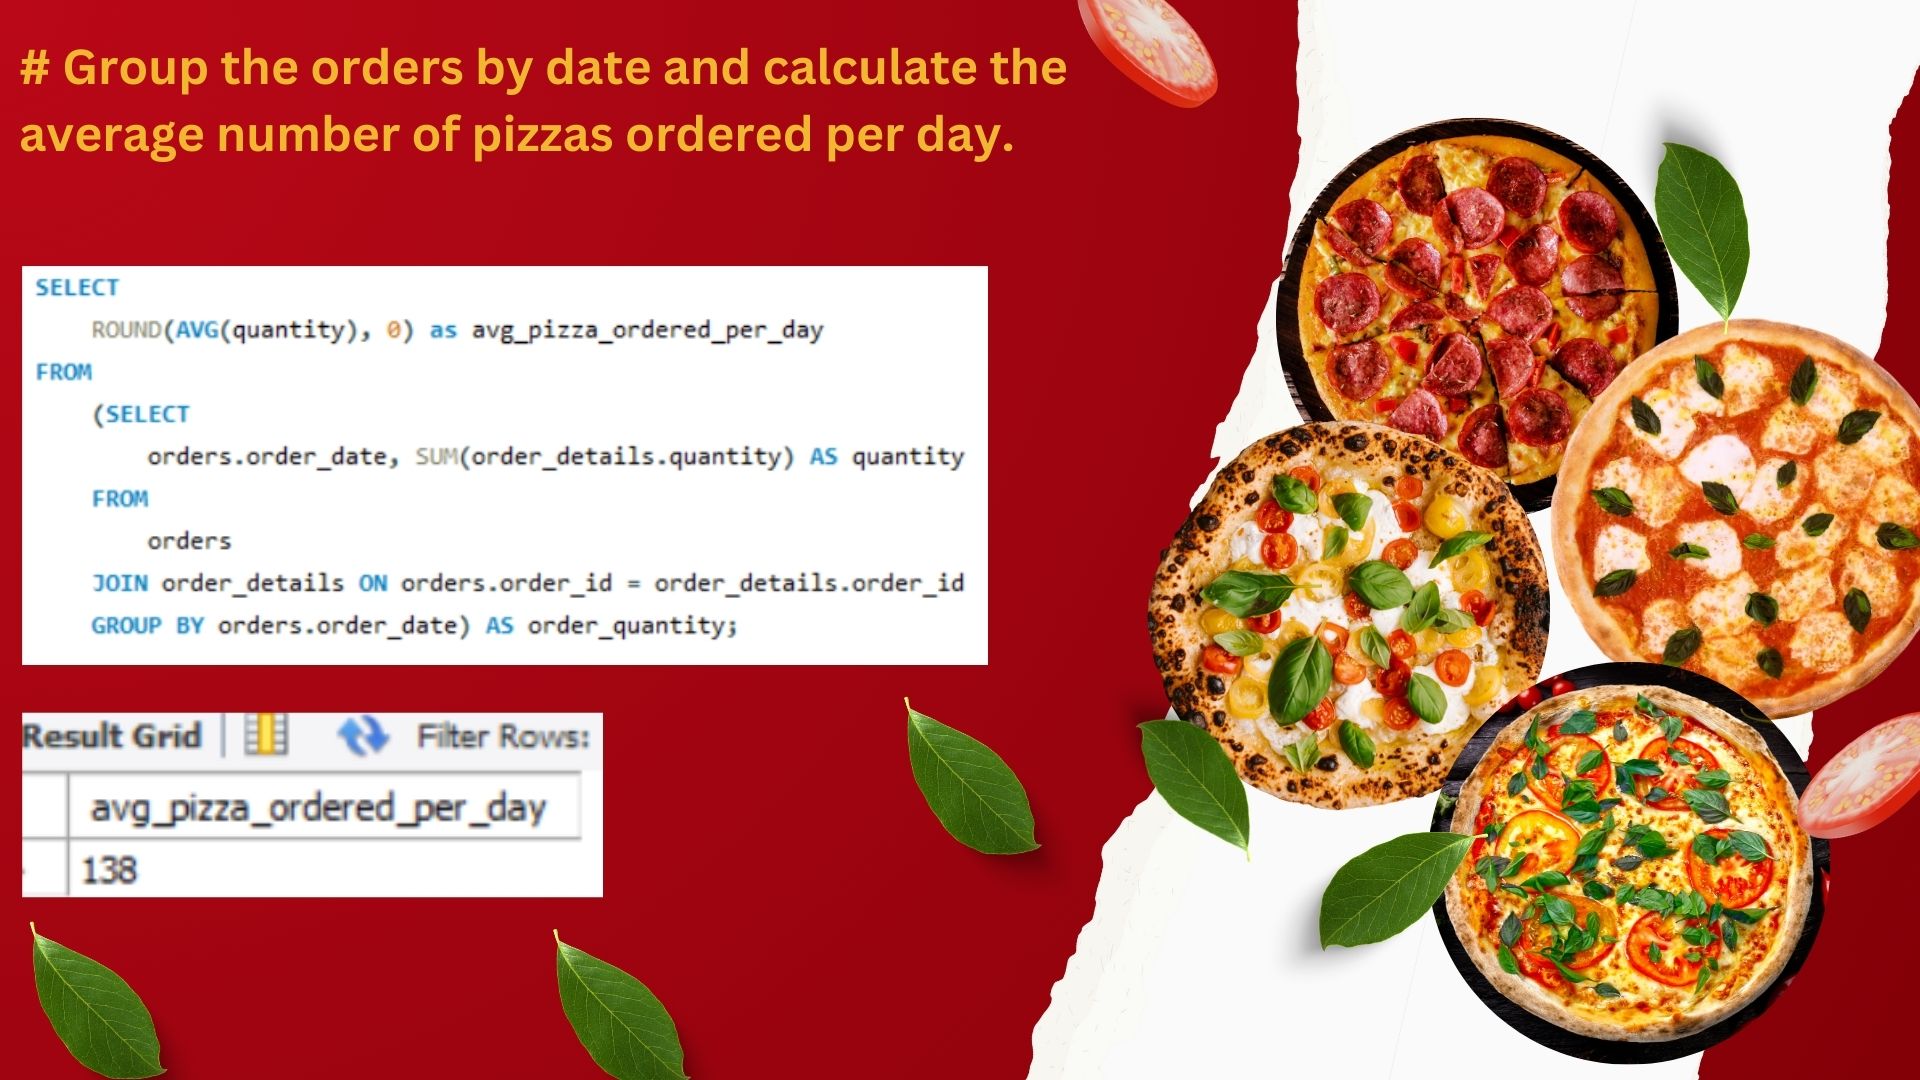 # Group the orders by date and calculate the
average number of pizzas ordered per day.
SELECT
ROUND(AVG(quantity), 0) as avg_pizza_ordered_per_day
FROM
(SELECT
orders.order_date, SUM(order_details.quantity) AS quantity
FROM
orders
JOIN order_details ON orders.order_id = order_details.order_id
GROUP BY orders.order_date) AS order_quantity;
Result Grid Filter Rows:
avg_pizza_ordered_per_day
138